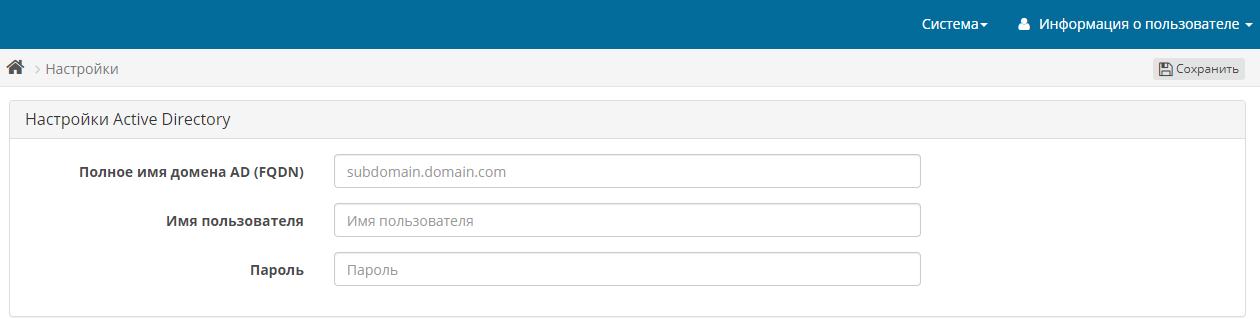 Система
Информация о пользователе
Настройки
Сохранить
Настройки Active Directory
Полное имя домена AD (FQDN)
subdomain.domain.com
Имя пользователя
Имя пользователя
Пароль
Пароль